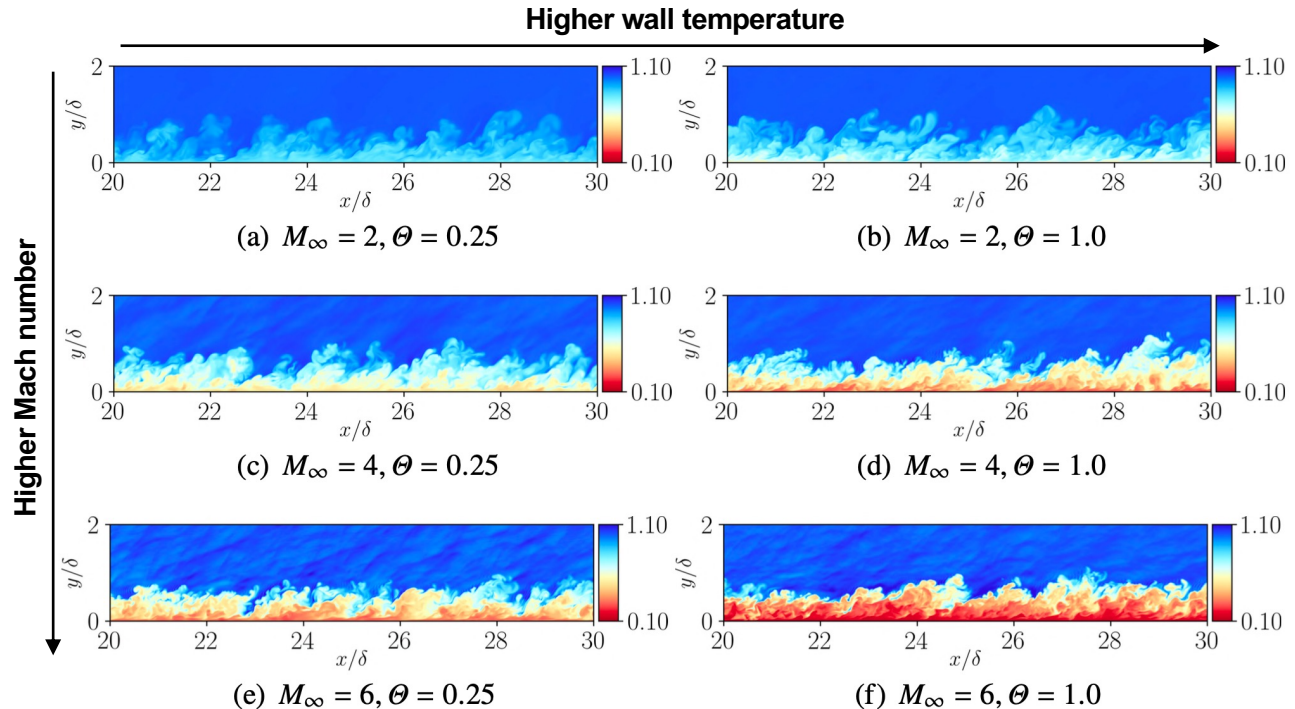 Higher wall temperature
Higher Mach number
2
0
y/δ
20 22 24 26 28 30
x/δ
1.10
0.10
(a) M∞ = 2, Θ = 0.25
2
0
y/δ
20 22 24 26 28 30
x/δ
1.10
0.10
(b) M∞ = 2, Θ = 1.0
2
0
y/δ
20 22 24 26 28 30
x/δ
1.10
0.10
(c) M∞ = 4, Θ = 0.25
2
0
y/δ
20 22 24 26 28 30
x/δ
1.10
0.10
(d) M∞ = 4, Θ = 1.0
2
0
y/δ
20 22 24 26 28 30
x/δ
1.10
0.10
(e) M∞ = 6, Θ = 0.25
2
0
y/δ
20 22 24 26 28 30
x/δ
1.10
0.10
(f) M∞ = 6, Θ = 1.0